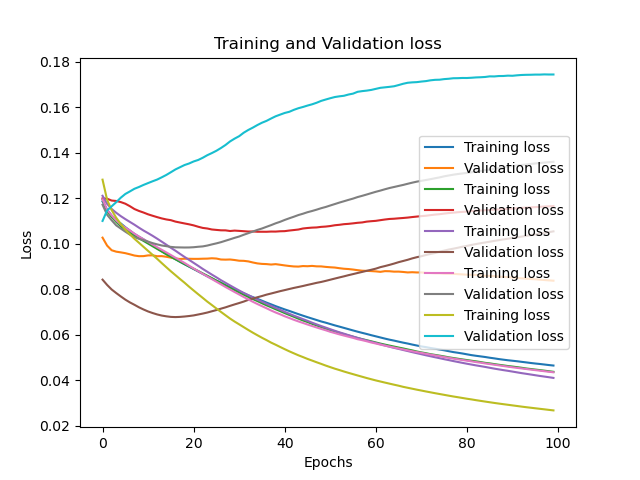 Training and Validation loss
0.18
0.16
0.14
0.12
0.10
0.08
0.06
0.04
0.02
Loss
Training loss
Validation loss
Training loss
Validation loss
Training loss
Validation loss
Training loss
Validation loss
Training loss
Validation loss
0 20 40 60 80 100
Epochs